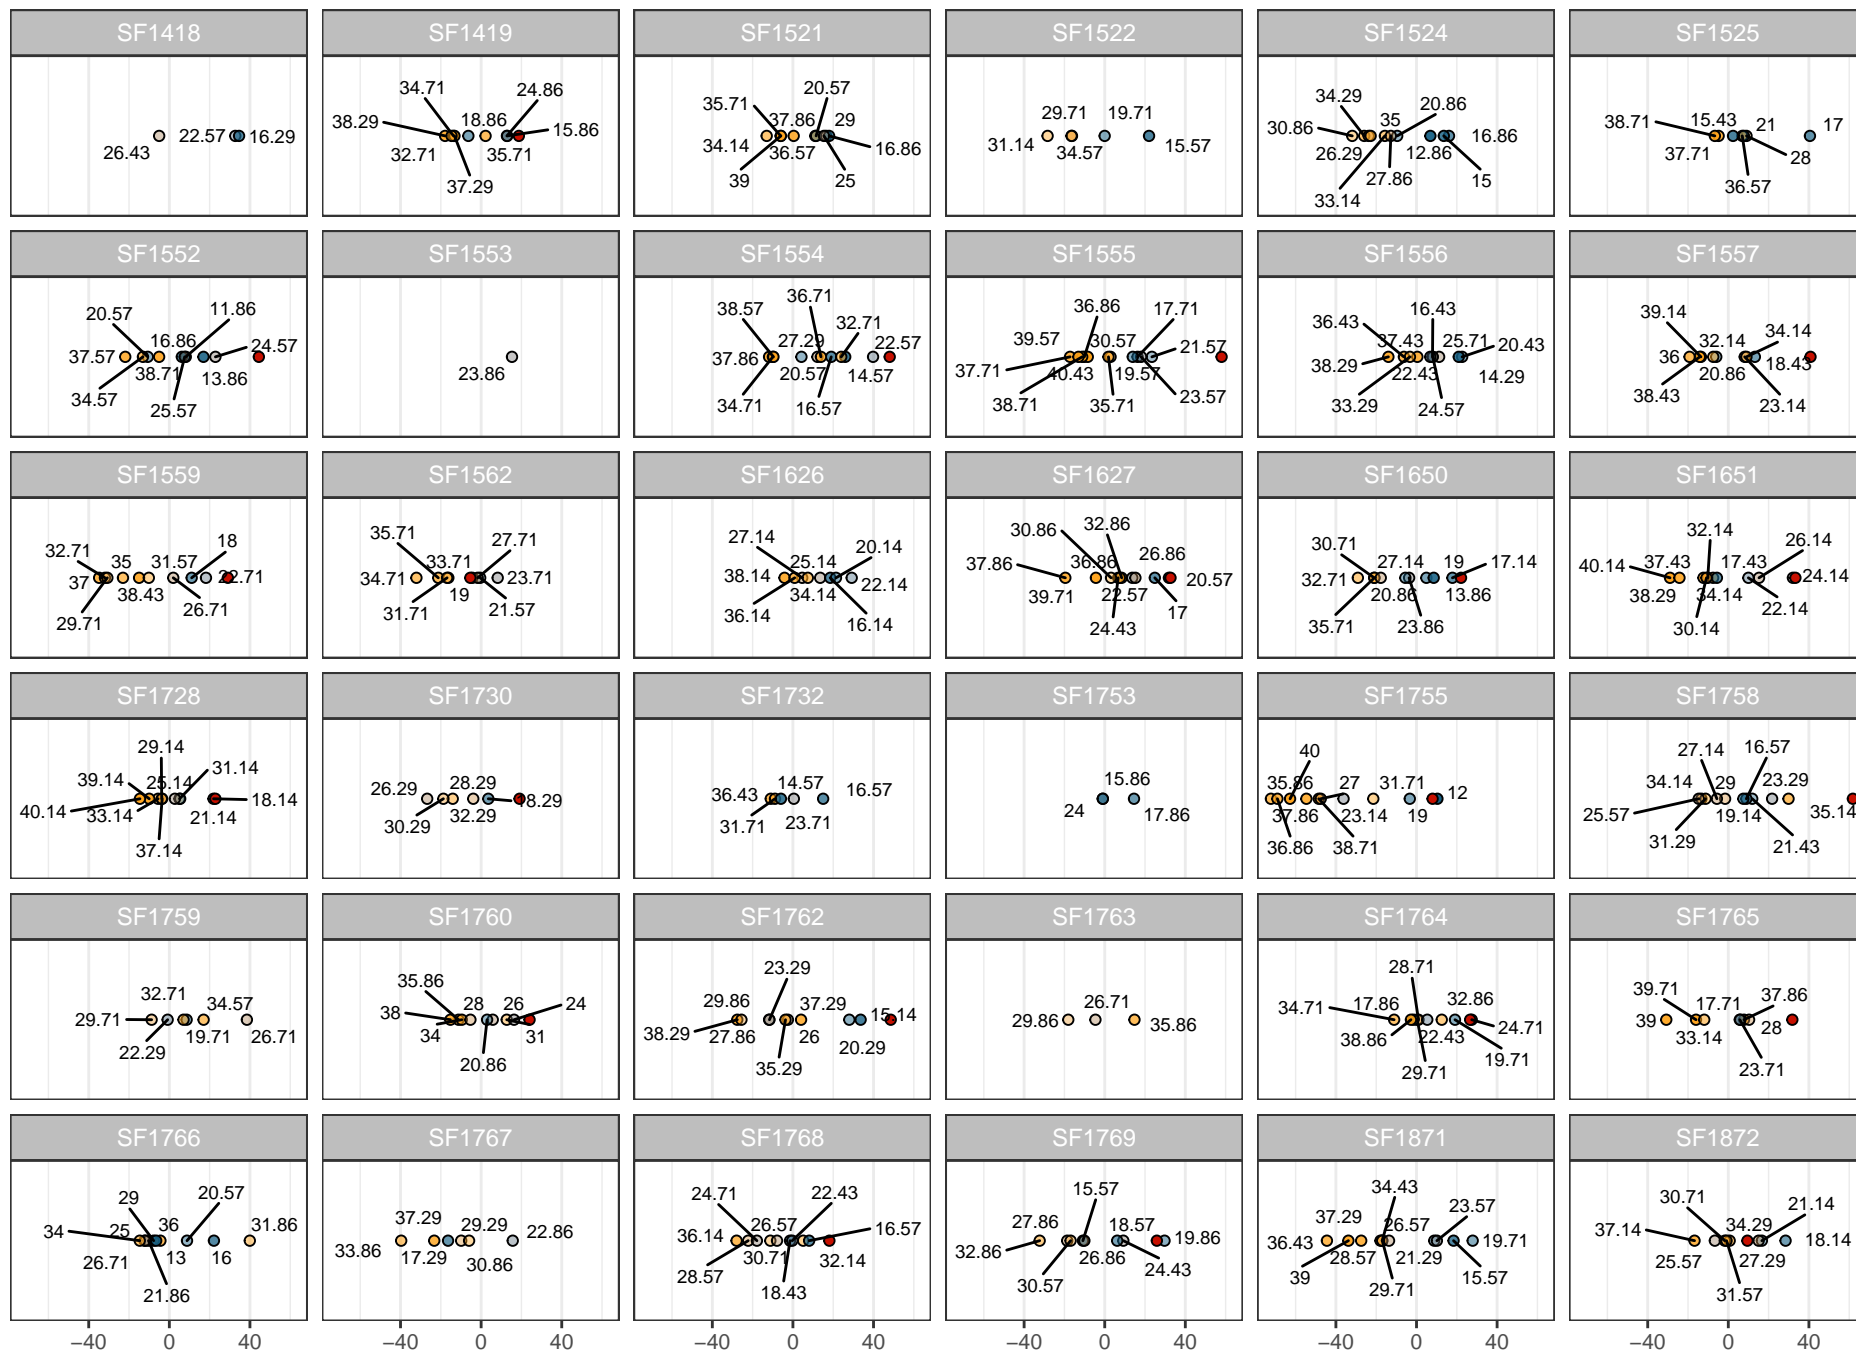 SF1418 SF1419 SF1521 SF1522 SF1524 SF1525
26.43 22.57 16.29
34.71 24.86 38.29 18.86 15.86 32.71 35.71 37.29
20.57 35.71 37.86 29 34.14 36.57 16.86 39 25
29.71 19.71 31.14 34.57 15.57
34.29 20.86 30.86 35 16.86 26.29 12.86 27.86 15 33.14
38.71 15.43 21 17 37.71 28 36.57
SF1552 SF1553 SF1554 SF1555 SF1556 SF1557
20.57 11.86 16.86 24.57 37.57 38.71 13.86 34.57 25.57
23.86
36.71 38.57 32.71 27.29 22.57 37.86 20.57 14.57 34.71 16.57
36.86 17.71 39.57 30.57 21.57 37.71 40.43 19.57 38.71 35.71 23.57
16.43 36.43 37.43 25.71 20.43 38.29 22.43 14.29 33.29 24.57
39.14 34.14 32.14 36 18.43 20.86 38.43 23.14
SF1559 SF1562 SF1626 SF1627 SF1650 SF1651
18 32.71 35 31.57 37 22.71 38.43 26.71 29.71
35.71 27.71 33.71 34.71 23.71 19 31.71 21.57
27.14 20.14 25.14 38.14 22.14 34.14 36.14 16.14
32.86 30.86 26.86 37.86 36.86 20.57 39.71 22.57 17 24.43
30.71 27.14 19 17.14 32.71 20.86 13.86 35.71 23.86
32.14 26.14 40.14 37.43 17.43 24.14 38.29 34.14 22.14 30.14
SF1728 SF1730 SF1732 SF1753 SF1755 SF1758
29.14 31.14 39.14 25.14 18.14 40.14 33.14 21.14 37.14
26.29 28.29 18.29 30.29 32.29
36.43 14.57 16.57 31.71 23.71
15.86 24 17.86
40 35.86 27 31.71 12 37.86 23.14 19 36.86 38.71
27.14 16.57 34.14 29 23.29 25.57 19.14 35.14 31.29 21.43
SF1759 SF1760 SF1762 SF1763 SF1764 SF1765
32.71 34.57 29.71 22.29 19.71 26.71
35.86 28 26 24 38 34 31 20.86
23.29 29.86 37.29 15.14 38.29 27.86 26 20.29 35.29
26.71 29.86 35.86
28.71 34.71 17.86 32.86 24.71 38.86 22.43 19.71 29.71
39.71 17.71 37.86 39 33.14 28 23.71
SF1766 SF1767 SF1768 SF1769 SF1871 SF1872
29 20.57 34 25 36 31.86 26.71 13 16 21.86
37.29 29.29 22.86 33.86 17.29 30.86
24.71 22.43 36.14 26.57 16.57 28.57 30.71 32.14 18.43
15.57 27.86 18.57 19.86 32.86 26.86 24.43 30.57
34.43 23.57 37.29 26.57 36.43 19.71 39 28.57 21.29 15.57 29.71
30.71 21.14 37.14 34.29 18.14 25.57 27.29 31.57
−40 0 40 −40 0 40 −40 0 40 −40 0 40 −40 0 40 −40 0 40